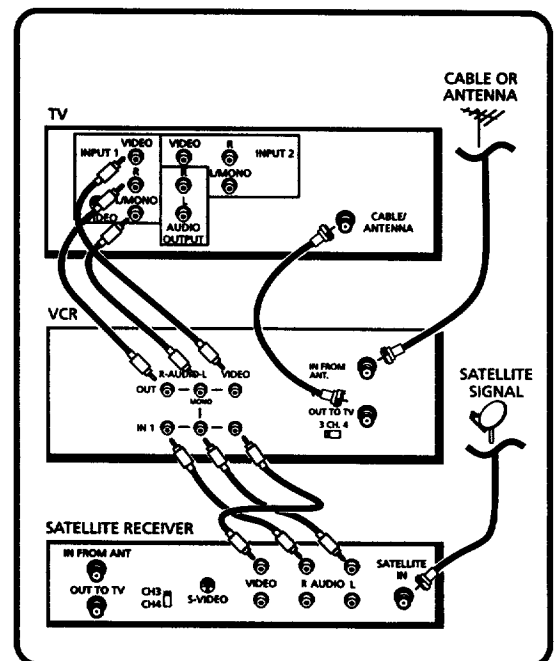 CABLE OR
ANTENNA
TV
VIDEO
VIDEO
R
INPUT 1
INPUT 2
R
R
L/MONO
L/MONO
L
VIDEO
AUDIO
OUTPUT
CABLE/
ANTENNA
VCR
R-AUDIO-L
VIDEO
IN FROM
ANT.
OUT
MONO
OUT TO TV
3 CH. 4
IN 1
SATELLITE
SIGNAL
SATELLITE RECEIVER
IN FROM ANT
SATELLITE
IN
OUT TO TV
CH3
CH4
S-VIDEO
VIDEO
R AUDIO L